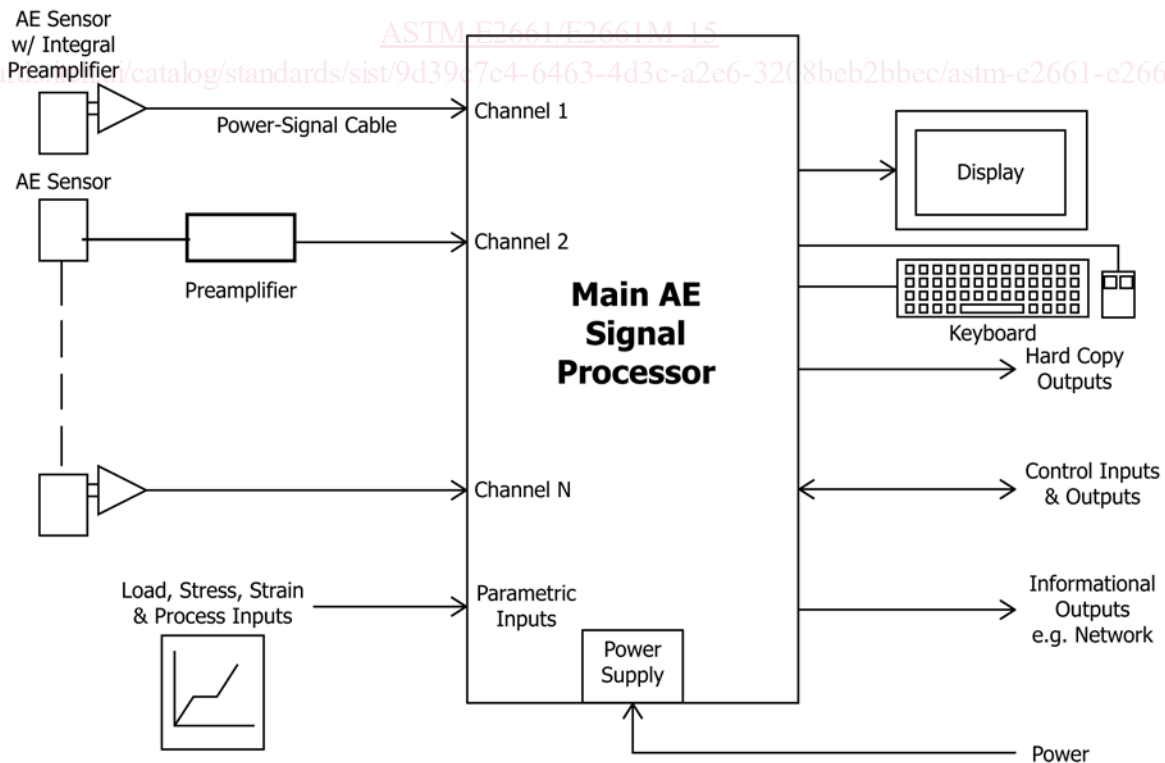 AE Sensor
w/ Integral
Preamplifier
ASTM E2661/E2661M-15
i/catalog/standards/sist/9d39c7c4-6463-4d3c-a2e6-3208beb2bbec/astm-e2661-e266
Power-Signal Cable
Channel 1
AE Sensor
Preamplifier
Channel 2
Main AE
Signal
Processor
Display
Keyboard
Hard Copy
Outputs
Channel N
Control Inputs
& Outputs
Load, Stress, Strain
& Process Inputs
Parametric
Inputs
Informational
Outputs
e.g. Network
Power
Supply
Power